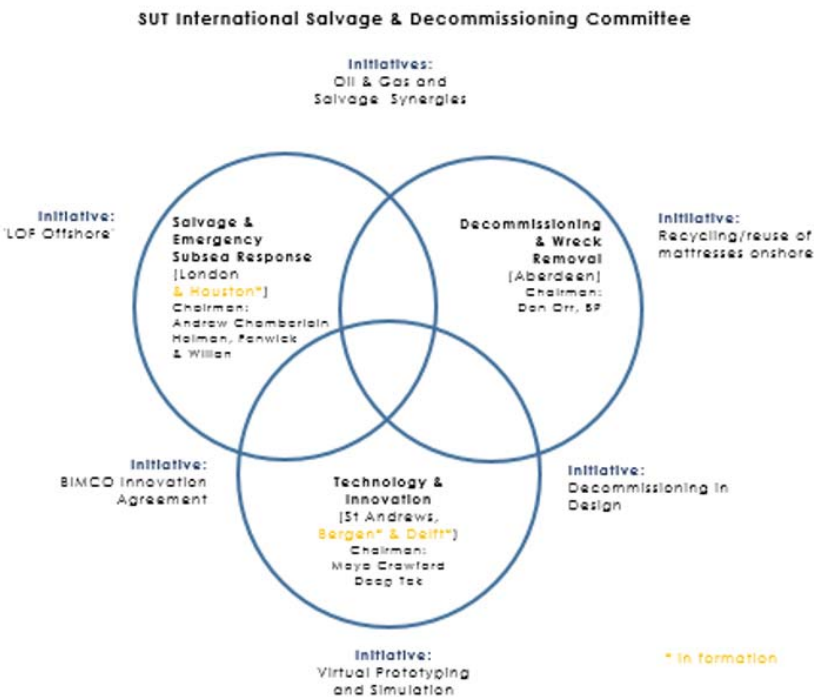 SUT International Salvage & Decommissioning Committee
Initiatives:
Oil & Gas and
Salvage Synergies
Initiative:
'LOF Offshore'
Salvage &
Emergency
Subsea Response
[London
& Houston*]
Chairman:
Andrew Chamberlain
Holman, Fenwick
& Willan
Decommissioning
& Wreck
Removal
[Aberdeen]
Chairman:
Don Orr, BP
Initiative:
Recycling/reuse of
mattresses onshore
Initiative:
BIMCO Innovation
Agreement
Technology &
Innovation
[St Andrews,
Bergen* & Delft*]
Chairman:
Moya Crawford
Deep Tek
Initiative:
Decommissioning in
Design
Initiative:
Virtual Prototyping
and Simulation
* In formation